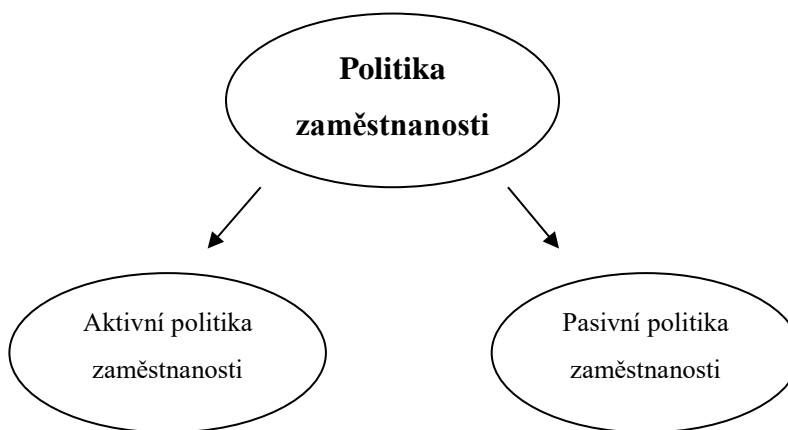 Politika
zaměstnanosti
Aktivní politika
zaměstnanosti
Pasivní politika
zaměstnanosti